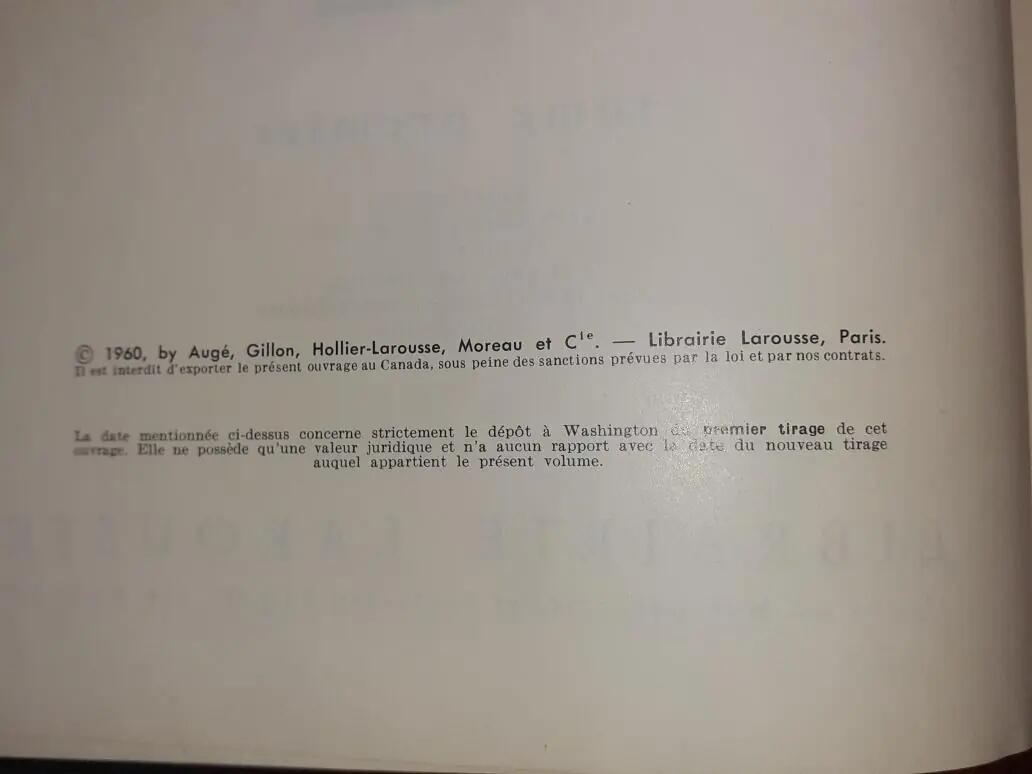 © 1960, by Augé, Gillon, Hollier-Larousse, Moreau et Cie. — Librairie Larousse, Paris.
Il est interdit d'exporter le présent ouvrage au Canada, sous peine des sanctions prévues par la loi et par nos contrats.
La date mentionnée ci-dessus concerne strictement le dépôt à Washington du premier tirage de cet
ouvrage. Elle ne possède qu'une valeur juridique et n'a aucun rapport avec la date du nouveau tirage
auquel appartient le présent volume.